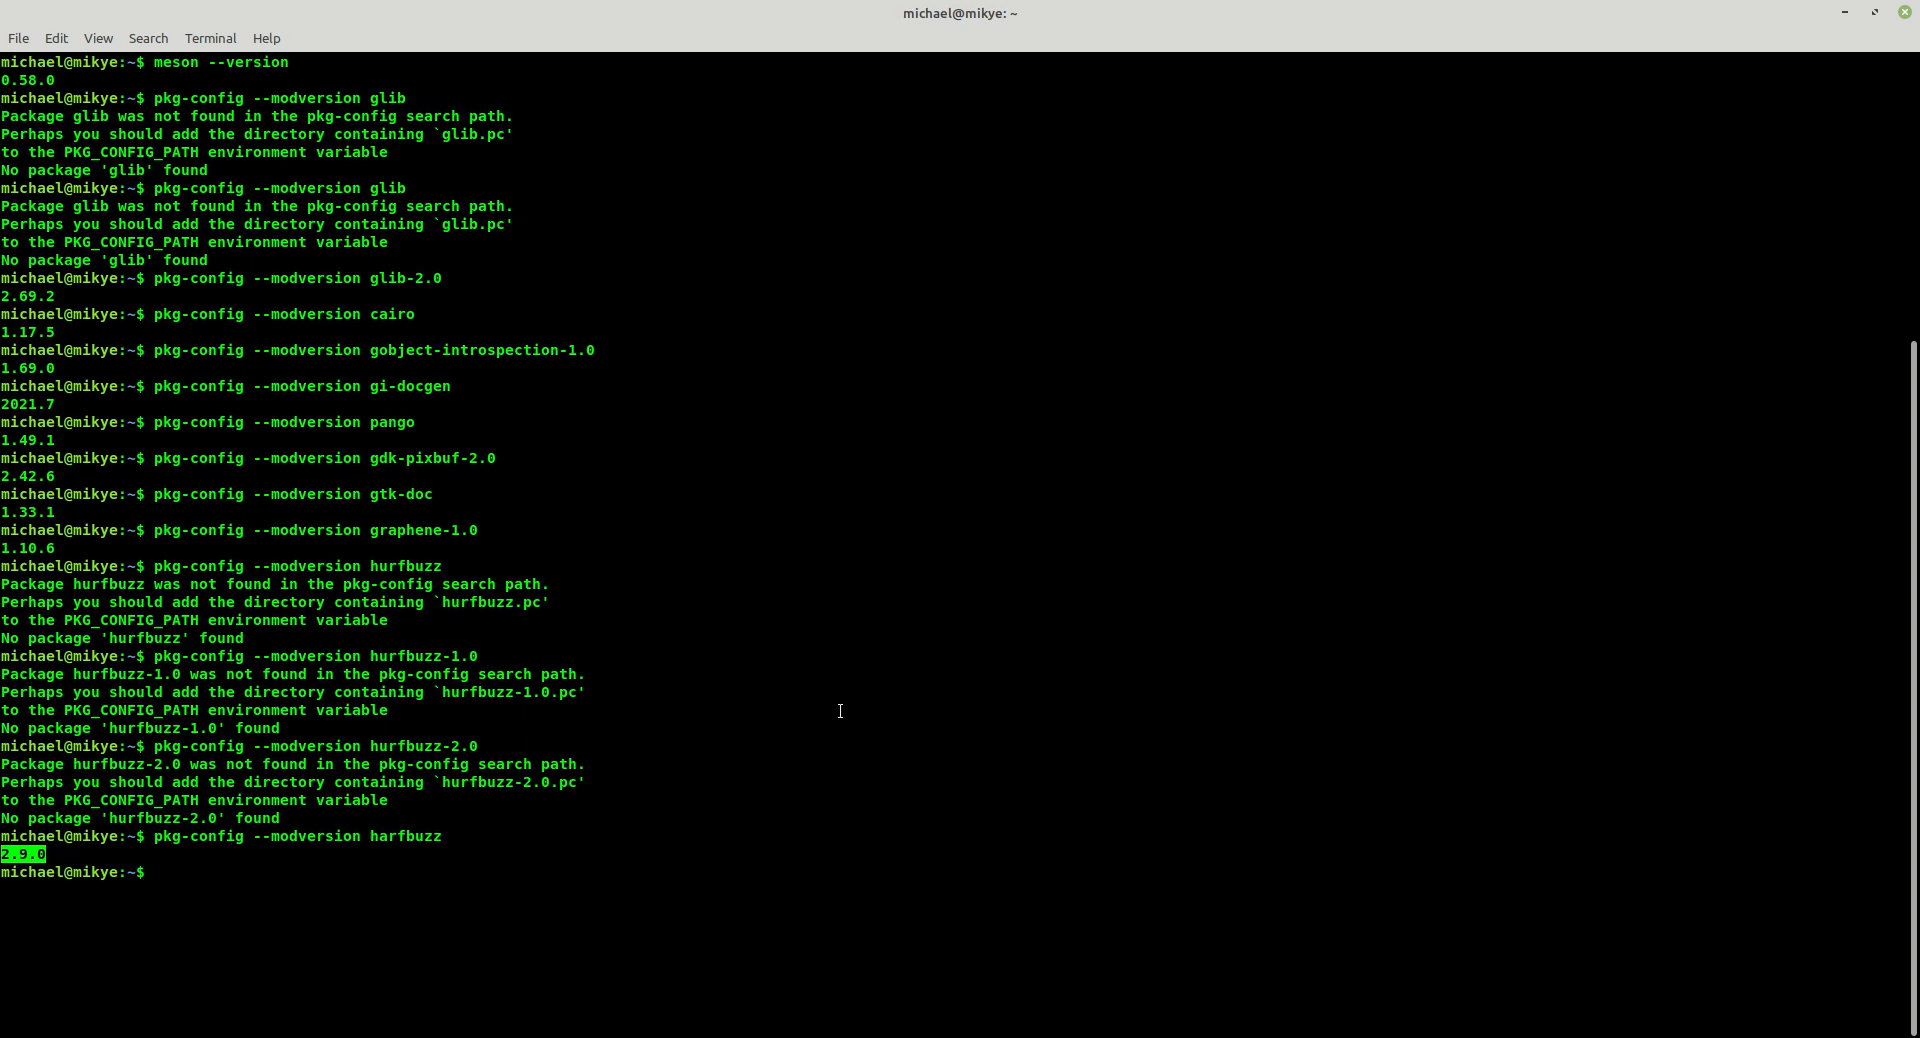 michael@mikye: ~
File Edit View Search Terminal Help
michael@mikye:~$ meson --version
0.58.0
michael@mikye:~$ pkg-config --modversion glib
Package glib was not found in the pkg-config search path.
Perhaps you should add the directory containing `glib.pc'
to the PKG_CONFIG_PATH environment variable
No package 'glib' found
michael@mikye:~$ pkg-config --modversion glib
Package glib was not found in the pkg-config search path.
Perhaps you should add the directory containing `glib.pc'
to the PKG_CONFIG_PATH environment variable
No package 'glib' found
michael@mikye:~$ pkg-config --modversion glib-2.0
2.69.2
michael@mikye:~$ pkg-config --modversion cairo
1.17.5
michael@mikye:~$ pkg-config --modversion gobject-introspection-1.0
1.69.0
michael@mikye:~$ pkg-config --modversion gi-docgen
2021.7
michael@mikye:~$ pkg-config --modversion pango
1.49.1
michael@mikye:~$ pkg-config --modversion gdk-pixbuf-2.0
2.42.6
michael@mikye:~$ pkg-config --modversion gtk-doc
1.33.1
michael@mikye:~$ pkg-config --modversion graphene-1.0
1.10.6
michael@mikye:~$ pkg-config --modversion hurfbuzz
Package hurfbuzz was not found in the pkg-config search path.
Perhaps you should add the directory containing `hurfbuzz.pc'
to the PKG_CONFIG_PATH environment variable
No package 'hurfbuzz' found
michael@mikye:~$ pkg-config --modversion hurfbuzz-1.0
Package hurfbuzz-1.0 was not found in the pkg-config search path.
Perhaps you should add the directory containing `hurfbuzz-1.0.pc'
to the PKG_CONFIG_PATH environment variable
No package 'hurfbuzz-1.0' found
michael@mikye:~$ pkg-config --modversion hurfbuzz-2.0
Package hurfbuzz-2.0 was not found in the pkg-config search path.
Perhaps you should add the directory containing `hurfbuzz-2.0.pc'
to the PKG_CONFIG_PATH environment variable
No package 'hurfbuzz-2.0' found
michael@mikye:~$ pkg-config --modversion harfbuzz
2.9.0
michael@mikye:~$